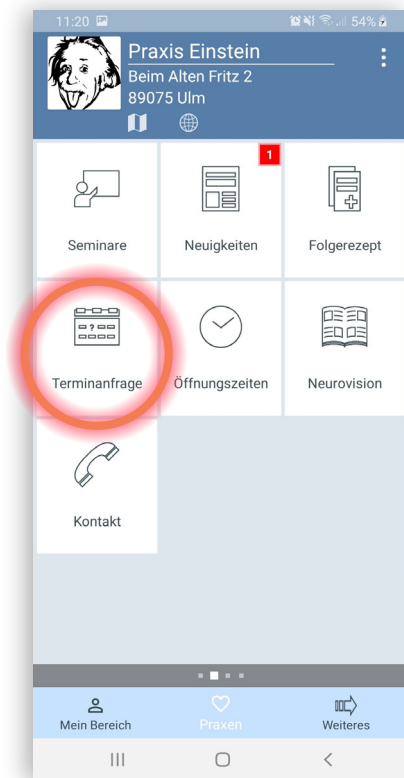 11:20 54%
Praxis Einstein
Beim Alten Fritz 2
89075 Ulm
1
Seminare Neuigkeiten Folgerezept
?
Terminanfrage Öffnungszeiten Neurovision
Kontakt
Mein Bereich Praxen Weiteres